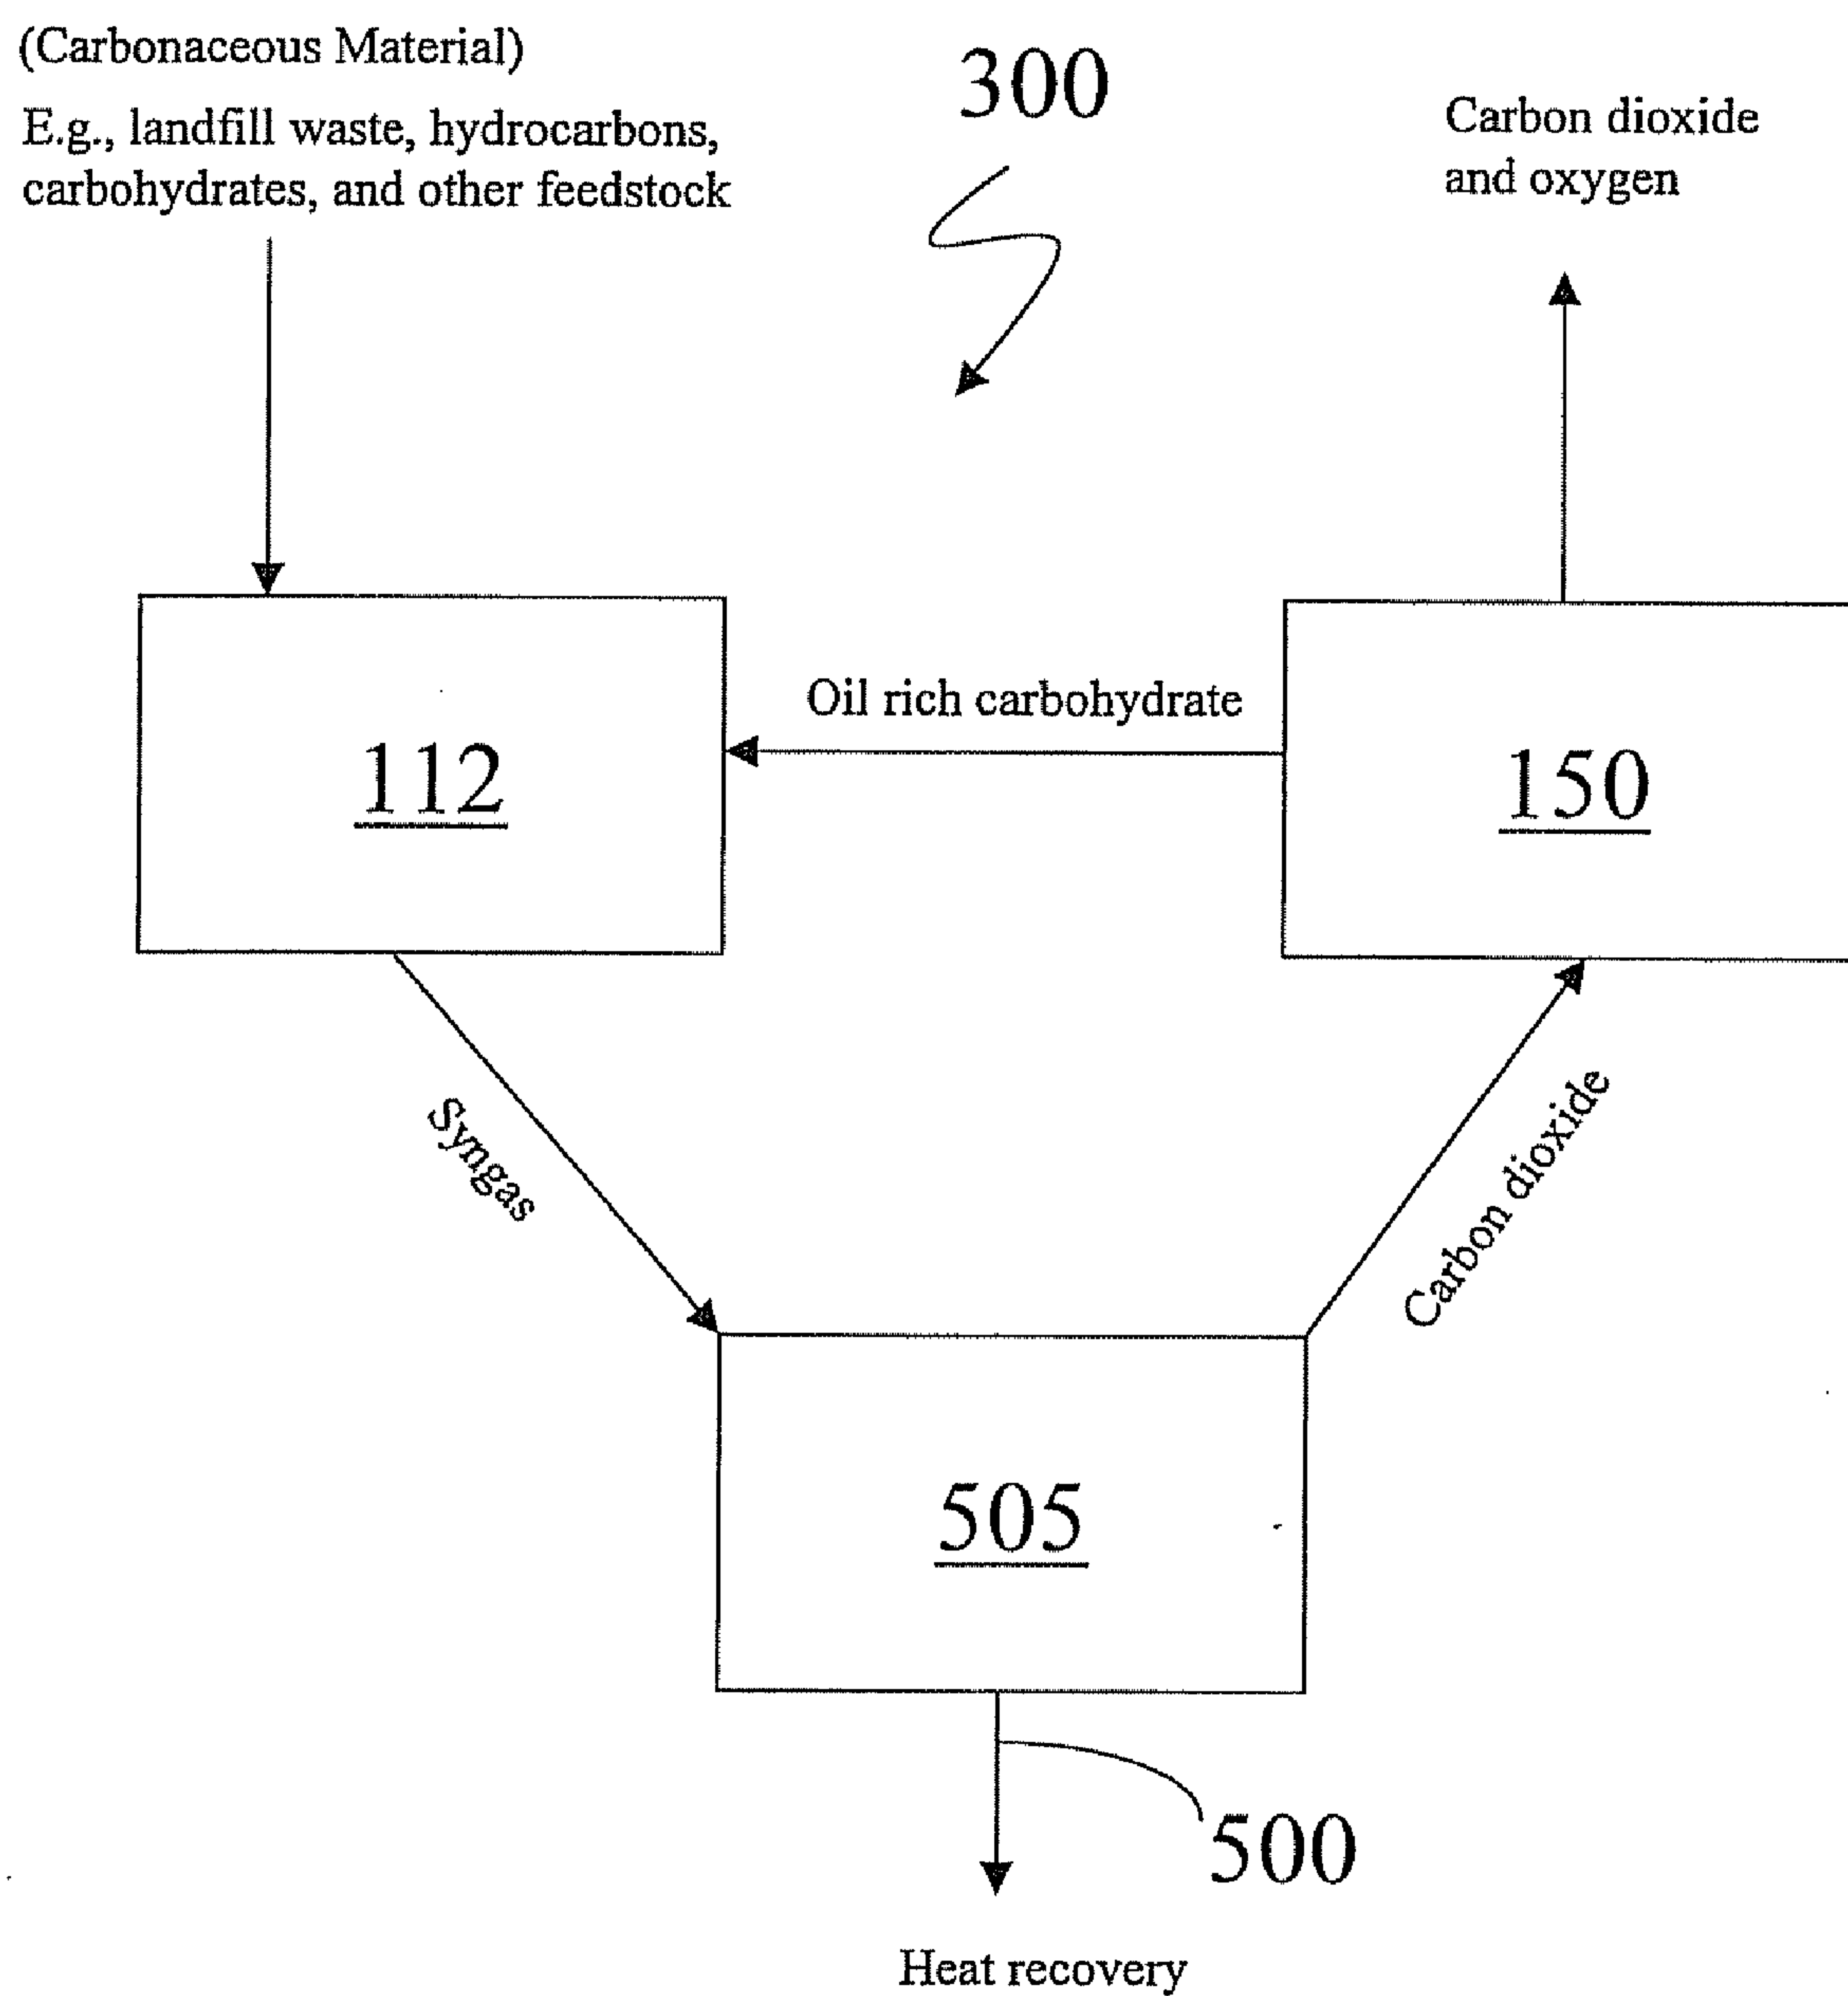 (Carbonaceous Material)
E.g., landfill waste, hydrocarbons,
carbohydrates, and other feedstock
300
Carbon dioxide
and oxygen
Oil rich carbohydrate
112
150
Syngas
Carbon dioxide
505
500
Heat recovery